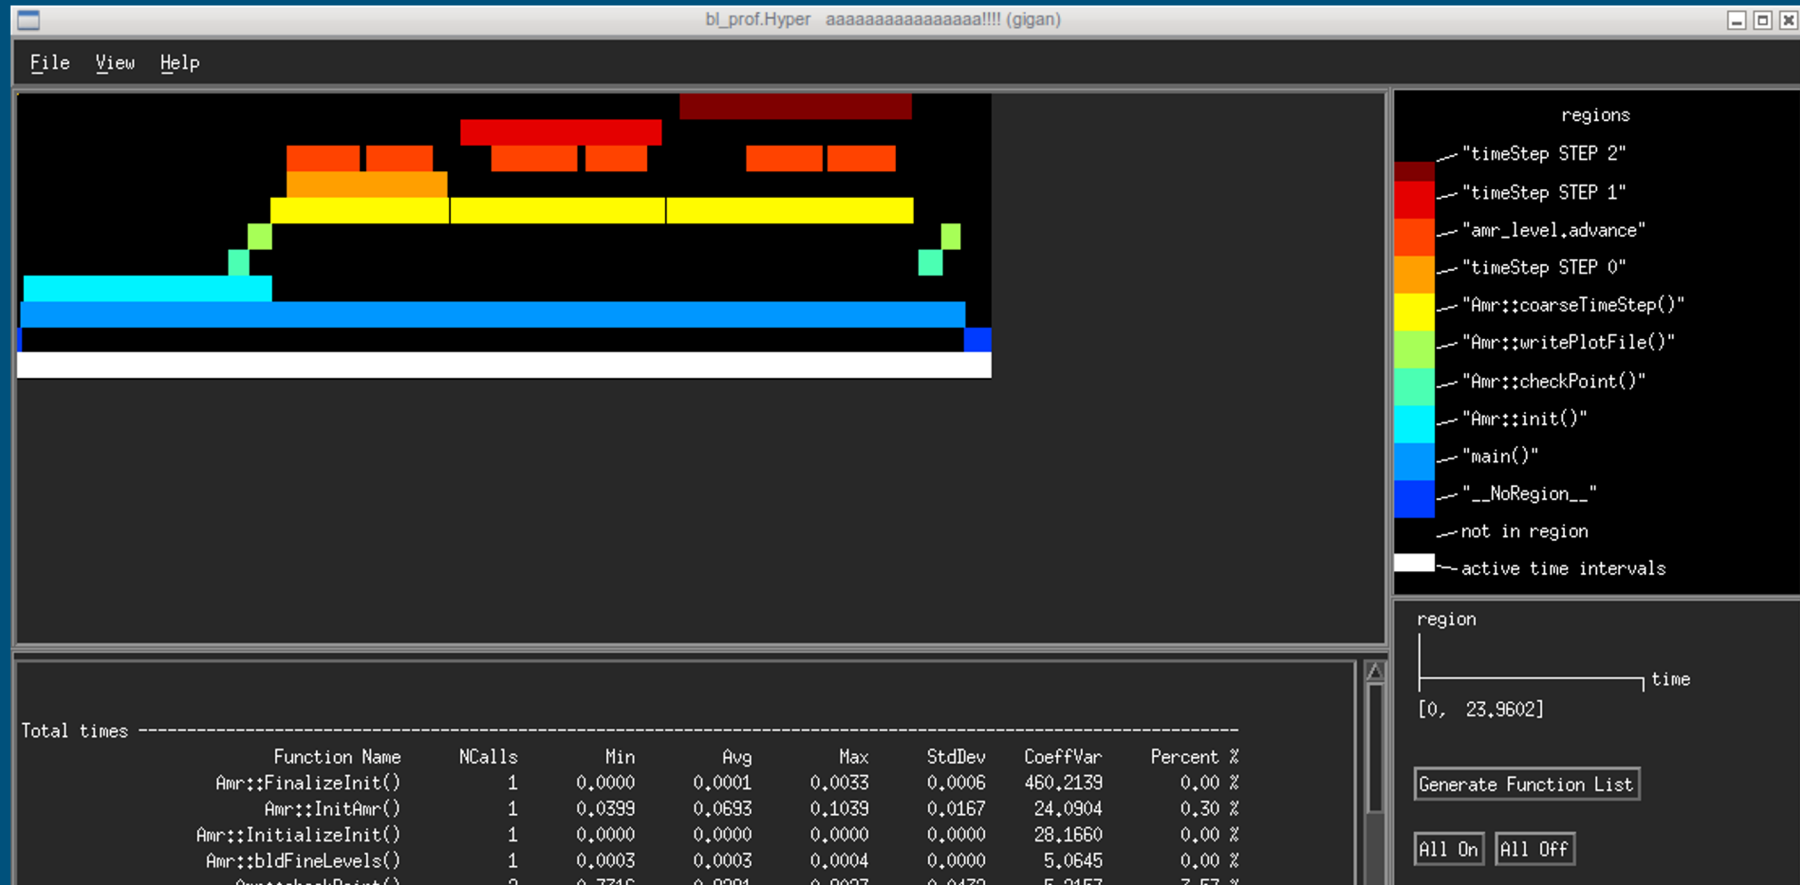 bl_prof.Hyper aaaaaaaaaaaaaaaa!!!! (gigan)
File View Help
regions
"timeStep STEP 2"
"timeStep STEP 1"
"amr_level.advance"
"timeStep STEP 0"
"Amr::coarseTimeStep()"
"Amr::writePlotFile()"
"Amr::checkPoint()"
"Amr::init()"
"main()"
"__NoRegion__"
not in region
active time intervals
region
time
[0, 23.9602]
Generate Function List
All On All Off
Total times ----------------------------------------------------------------------------------------------------------------
Function Name NCalls Min Avg Max StdDev CoeffVar Percent %
Amr::FinalizeInit() 1 0.0000 0.0001 0.0033 0.0006 460.2139 0.00 %
Amr::InitAmr() 1 0.0399 0.0693 0.1039 0.0167 24.0904 0.30 %
Amr::InitializeInit() 1 0.0000 0.0000 0.0000 0.0000 28.1660 0.00 %
Amr::bldFineLevels() 1 0.0003 0.0003 0.0004 0.0000 5.0645 0.00 %